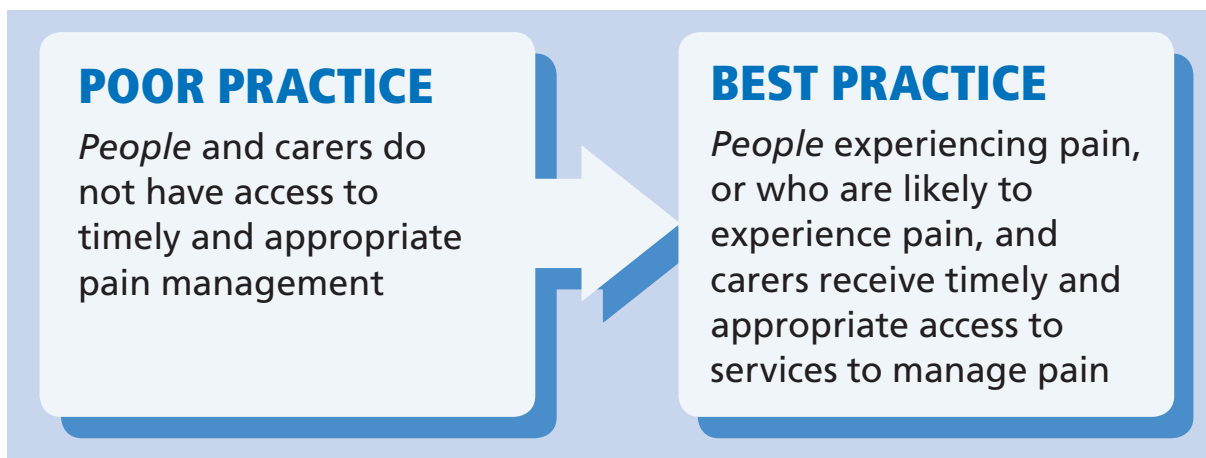 POOR PRACTICE
People and carers do
not have access to
timely and appropriate
pain management
BEST PRACTICE
People experiencing pain,
or who are likely to
experience pain, and
carers receive timely and
appropriate access to
services to manage pain